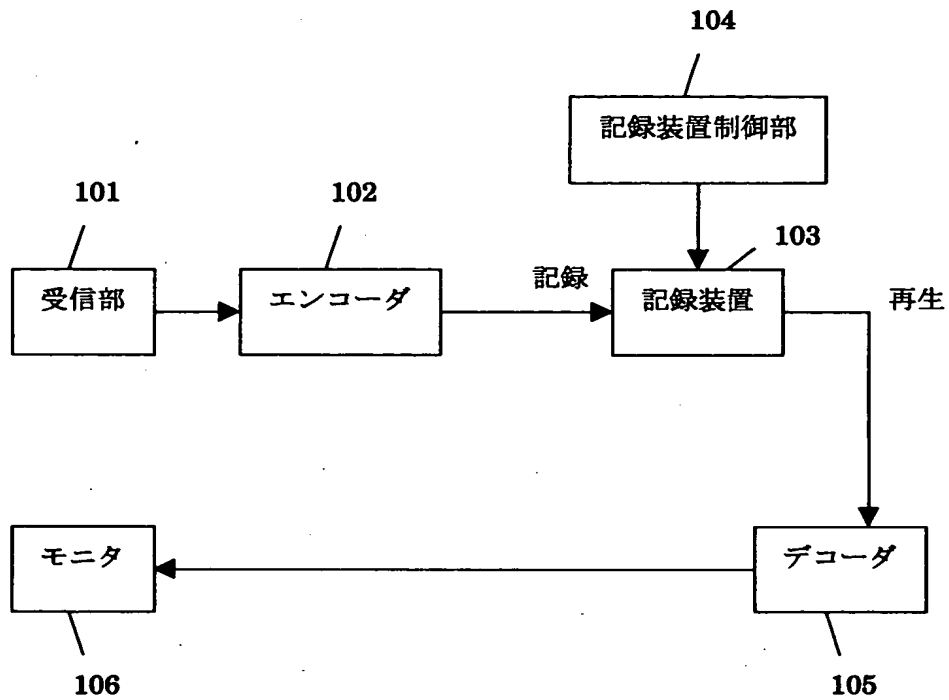 104
記録装置制御部
101
102
103
受信部
エンコーダ
記録
記録装置
再生
モニタ
デコーダ
106
105